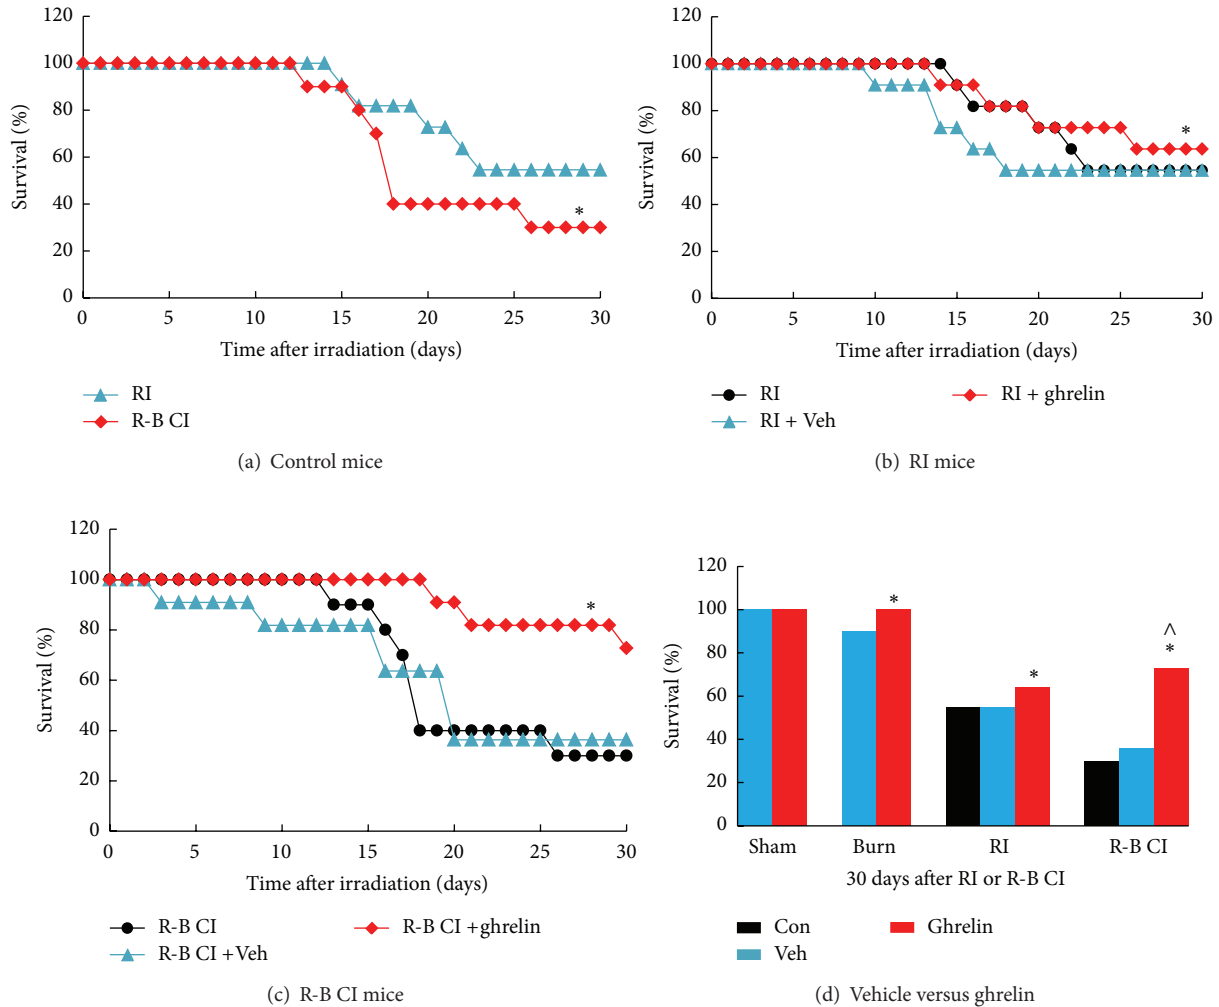 120
100
80
60
40
20
0
Survival (%)
0 5 10 15 20 25 30
Time after irradiation (days)
*
RI
R-B CI
(a) Control mice
120
100
80
60
40
20
0
Survival (%)
0 5 10 15 20 25 30
Time after irradiation (days)
*
RI
RI + Veh
RI + ghrelin
(b) RI mice
120
100
80
60
40
20
0
Survival (%)
0 5 10 15 20 25 30
Time after irradiation (days)
*
R-B CI
R-B CI +Veh
R-B CI +ghrelin
(c) R-B CI mice
120
100
80
60
40
20
0
Survival (%)
*
*
^
*
Sham Burn RI R-B CI
30 days after RI or R-B CI
Con
Veh
Ghrelin
(d) Vehicle versus ghrelin